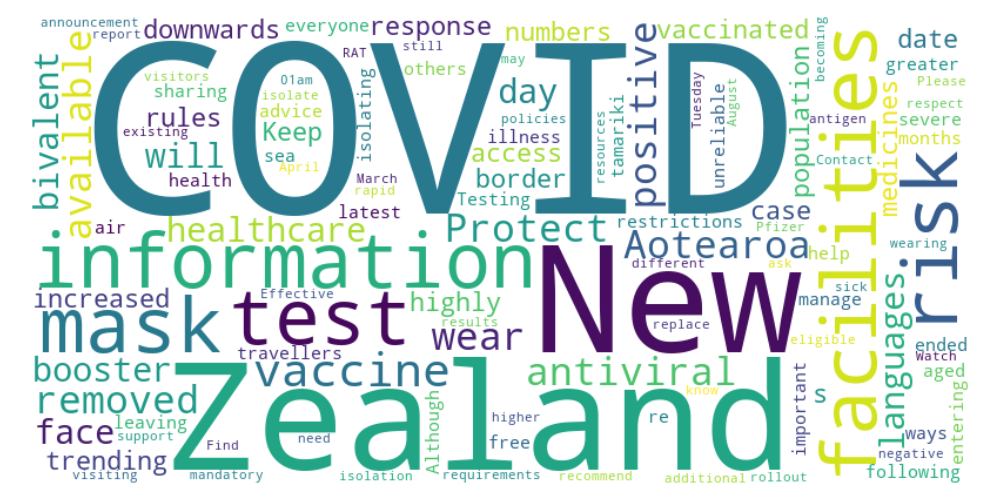 announcement
report
downwards
everyone
response
numbers
vaccinated
becoming
date
greater
still
RAT
others
may
available
bivalent
visitors
sharing
O1am
isolate
advice
COVID
isolating
day
policies
illness
resources
tamariki
positive
Tuesday
August
unreliable
population
antigen
Contact
facilities
medicines
Please
respect
severe
months
rules
existing
Keep
will
sea
April
health
March
rapid
access
border
Testing
latest
air
healthcare
Protect
restrictions
case
Pfizer
risk
wearing
information
New
Aotearoa
different
ask
help
sick
manage
languages
increased
Effective
highly
results
mask
test
wear
replace
eligible
ended
Watch
travellers
booster
vaccine
antiviral
know
important
s
aged
entering
removed
Zealand
leaving
support
Although
higher
free
need
re
face
Find
trending
visiting
mandatory
isolation
requirements
recommend
additional
rollout
ways
negative
following